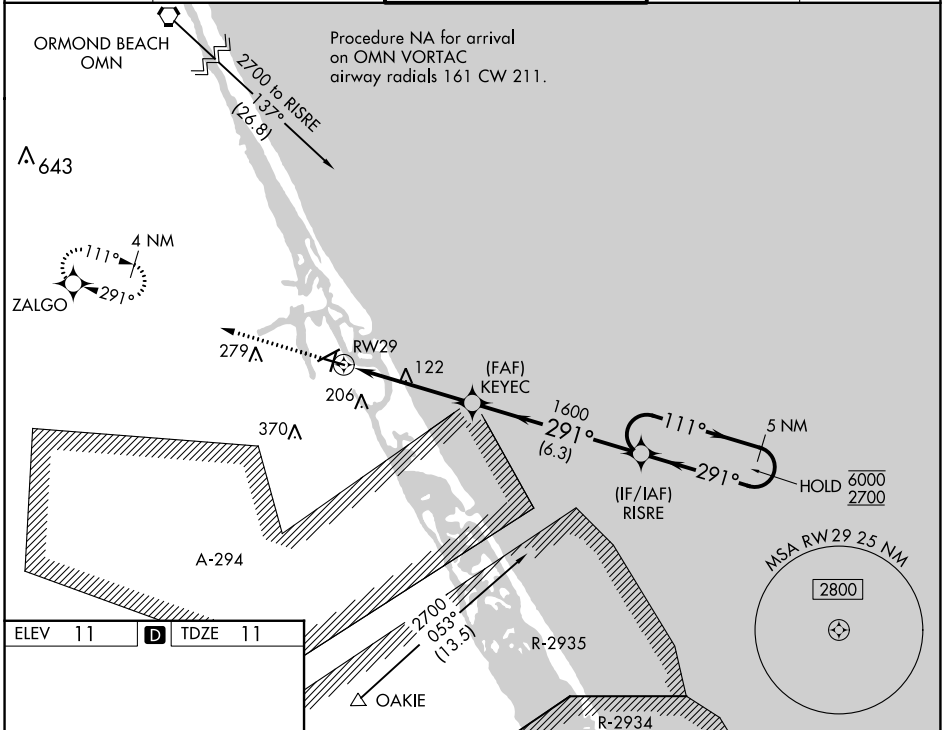 ORMOND BEACH
OMN
Procedure NA for arrival
on OMN VORTAC
airway radials 161 CW 211.
2700 to RISRE
137°
(26.8)
643
4 NM
111°
291°
ZALGO
279
RW29
122
(FAF)
KEYEC
206
370
1600
291°
(6.3)
111°
5 NM
291°
HOLD 6000
2700
(IF/IAF)
RISRE
A-294
MSA RW29 25 NM
2800
2700
053°
(13.5)
R-2935
ELEV 11 D TDZE 11
OAKIE
R-2934